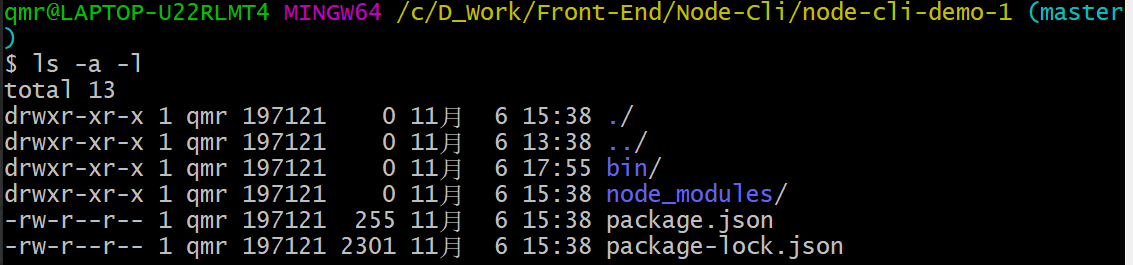 qmr@LAPTOP-U22RLMT4 MINGW64 /c/D_Work/Front-End/Node-Cli/node-cli-demo-1 (master
)
$ ls -a -l
total 13
drwxr-xr-x 1 qmr 197121    0 11月  6 15:38 ./
drwxr-xr-x 1 qmr 197121    0 11月  6 13:38 ../
drwxr-xr-x 1 qmr 197121    0 11月  6 17:55 bin/
drwxr-xr-x 1 qmr 197121    0 11月  6 15:38 node_modules/
-rw-r--r-- 1 qmr 197121  255 11月  6 15:38 package.json
-rw-r--r-- 1 qmr 197121 2301 11月  6 15:38 package-lock.json